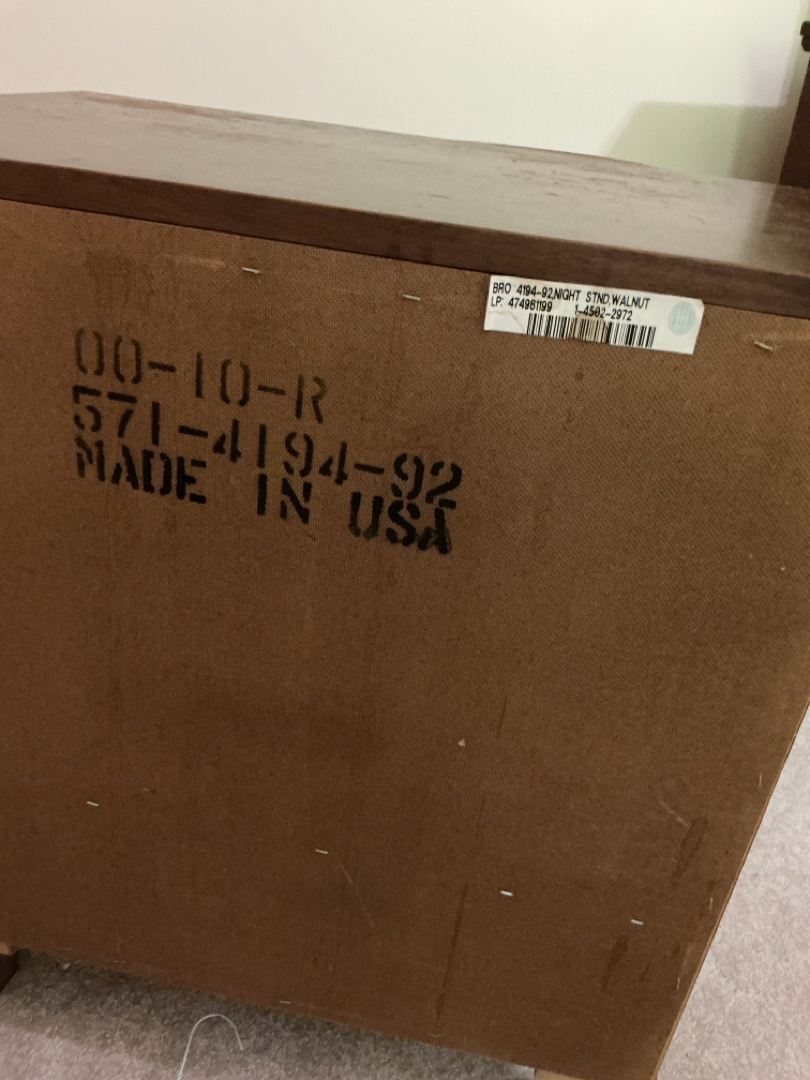 BRO 4194-92,NIGHT STND,WALNUT
LP: 474981199 1-4502-2972
00-10-R
571-4194-92
MADE IN USA